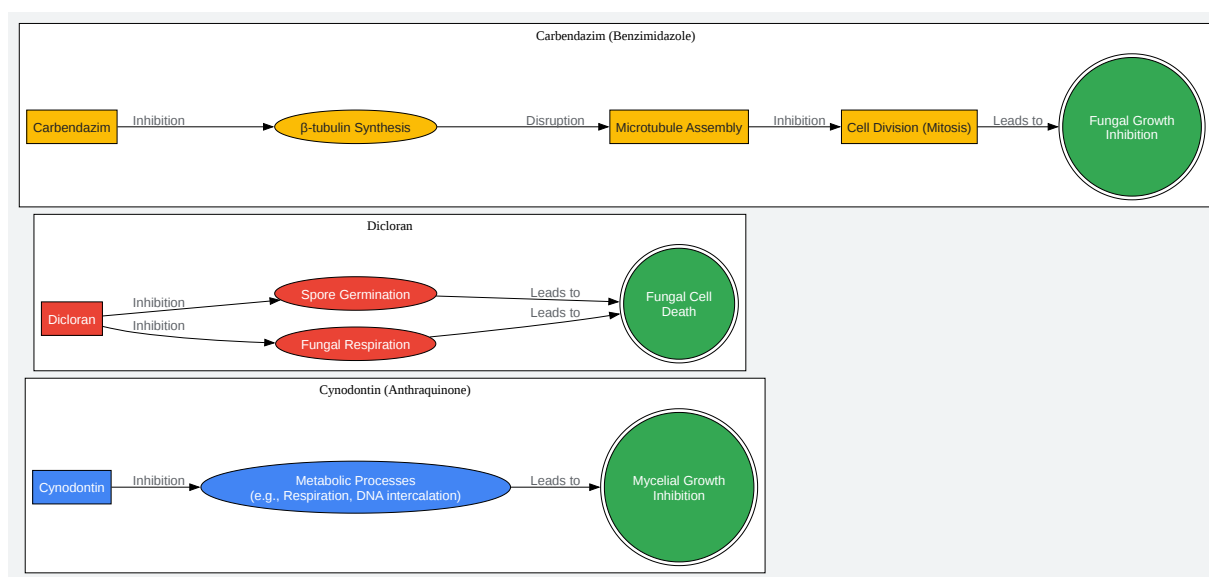 Carbendazim (Benzimidazole)
Carbendazim
Inhibition
β-tubulin Synthesis
Disruption
Microtubule Assembly
Inhibition
Cell Division (Mitosis)
Leads to
Fungal Growth
Inhibition
Dicloran
Dicloran
Inhibition
Inhibition
Spore Germination
Fungal Respiration
Leads to
Leads to
Fungal Cell
Death
Cynodontin (Anthraquinone)
Cynodontin
Inhibition
Metabolic Processes
(e.g., Respiration, DNA intercalation)
Leads to
Mycelial Growth
Inhibition